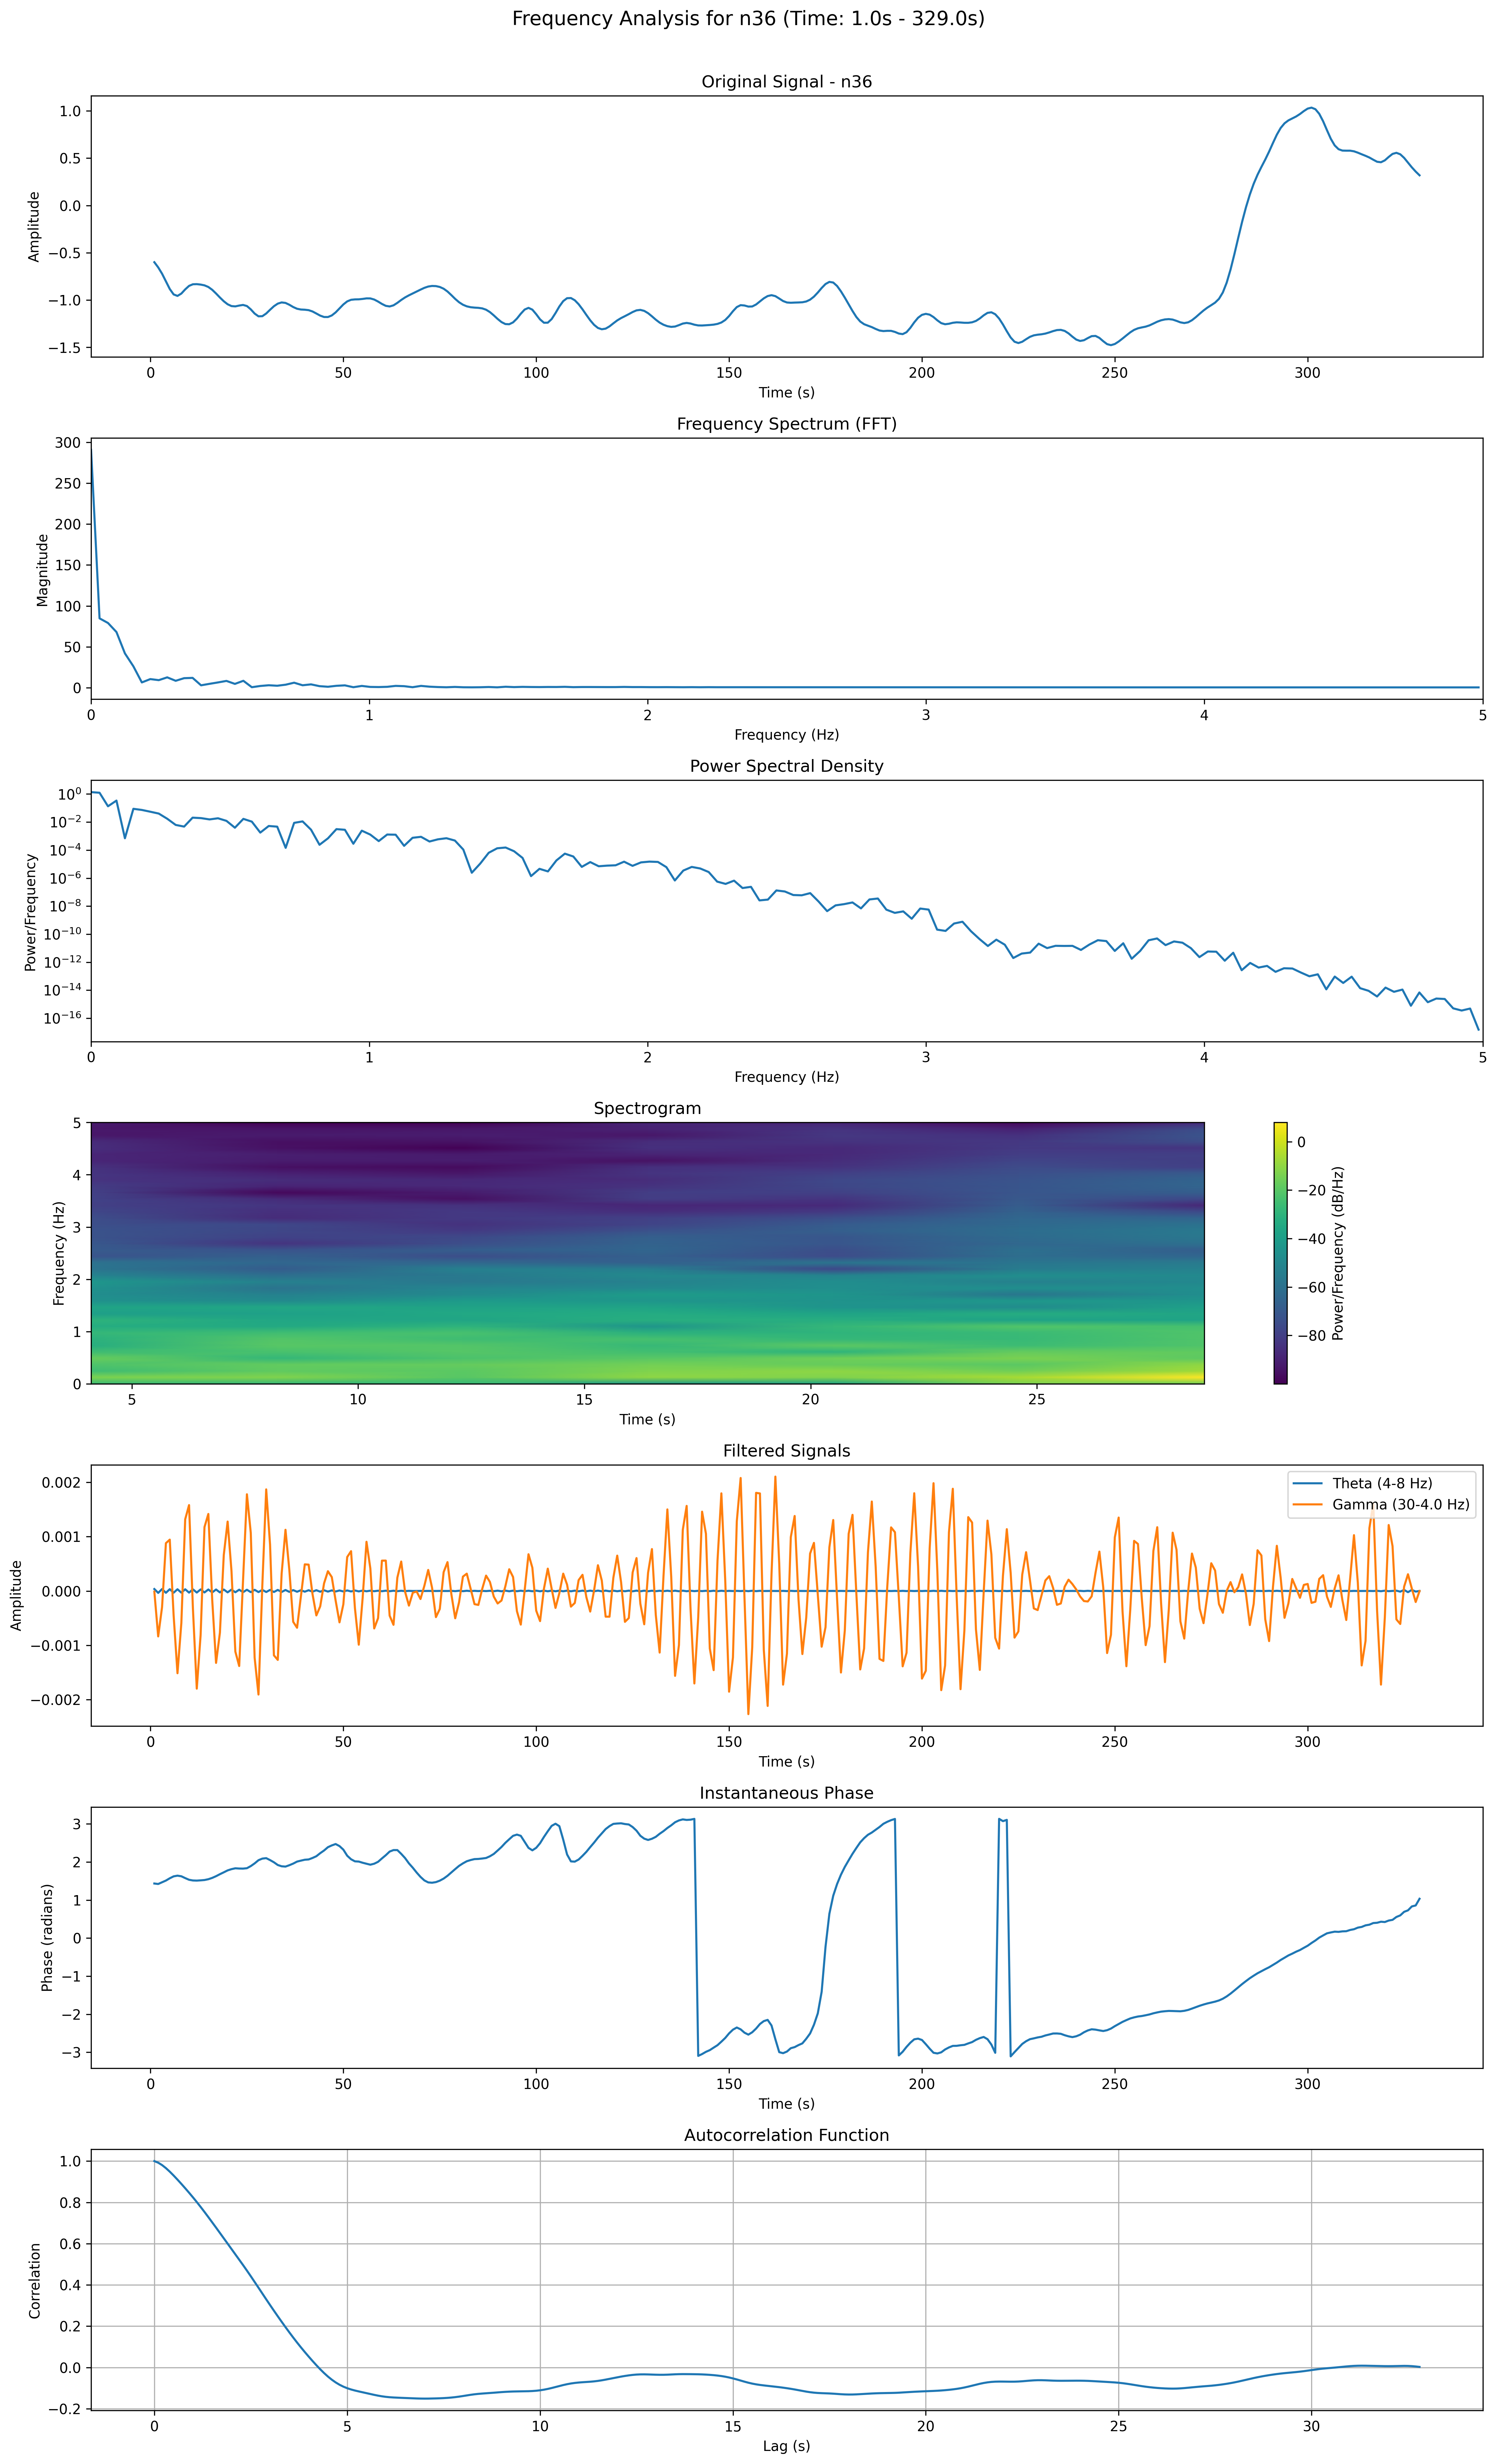 Frequency Analysis for n36 (Time: 1.0s - 329.0s)
Original Signal - n36
1.0
0.5
0.0
−0.5
−1.0
−1.5
Amplitude
0 50 100 150 200 250 300
Time (s)
Frequency Spectrum (FFT)
300
250
200
150
100
50
0
Magnitude
0 1 2 3 4 5
Frequency (Hz)
Power Spectral Density
10⁰
10⁻²
10⁻⁴
10⁻⁶
10⁻⁸
10⁻¹⁰
10⁻¹²
10⁻¹⁴
10⁻¹⁶
Power/Frequency
0 1 2 3 4 5
Frequency (Hz)
Spectrogram
5
4
3
2
1
0
Frequency (Hz)
5 10 15 20 25
Time (s)
0
−20
−40
−60
−80
Power/Frequency (dB/Hz)
Filtered Signals
0.002
0.001
0.000
−0.001
−0.002
Amplitude
Theta (4-8 Hz)
Gamma (30-4.0 Hz)
0 50 100 150 200 250 300
Time (s)
Instantaneous Phase
3
2
1
0
−1
−2
−3
Phase (radians)
0 50 100 150 200 250 300
Time (s)
Autocorrelation Function
1.0
0.8
0.6
0.4
0.2
0.0
−0.2
Correlation
0 5 10 15 20 25 30
Lag (s)